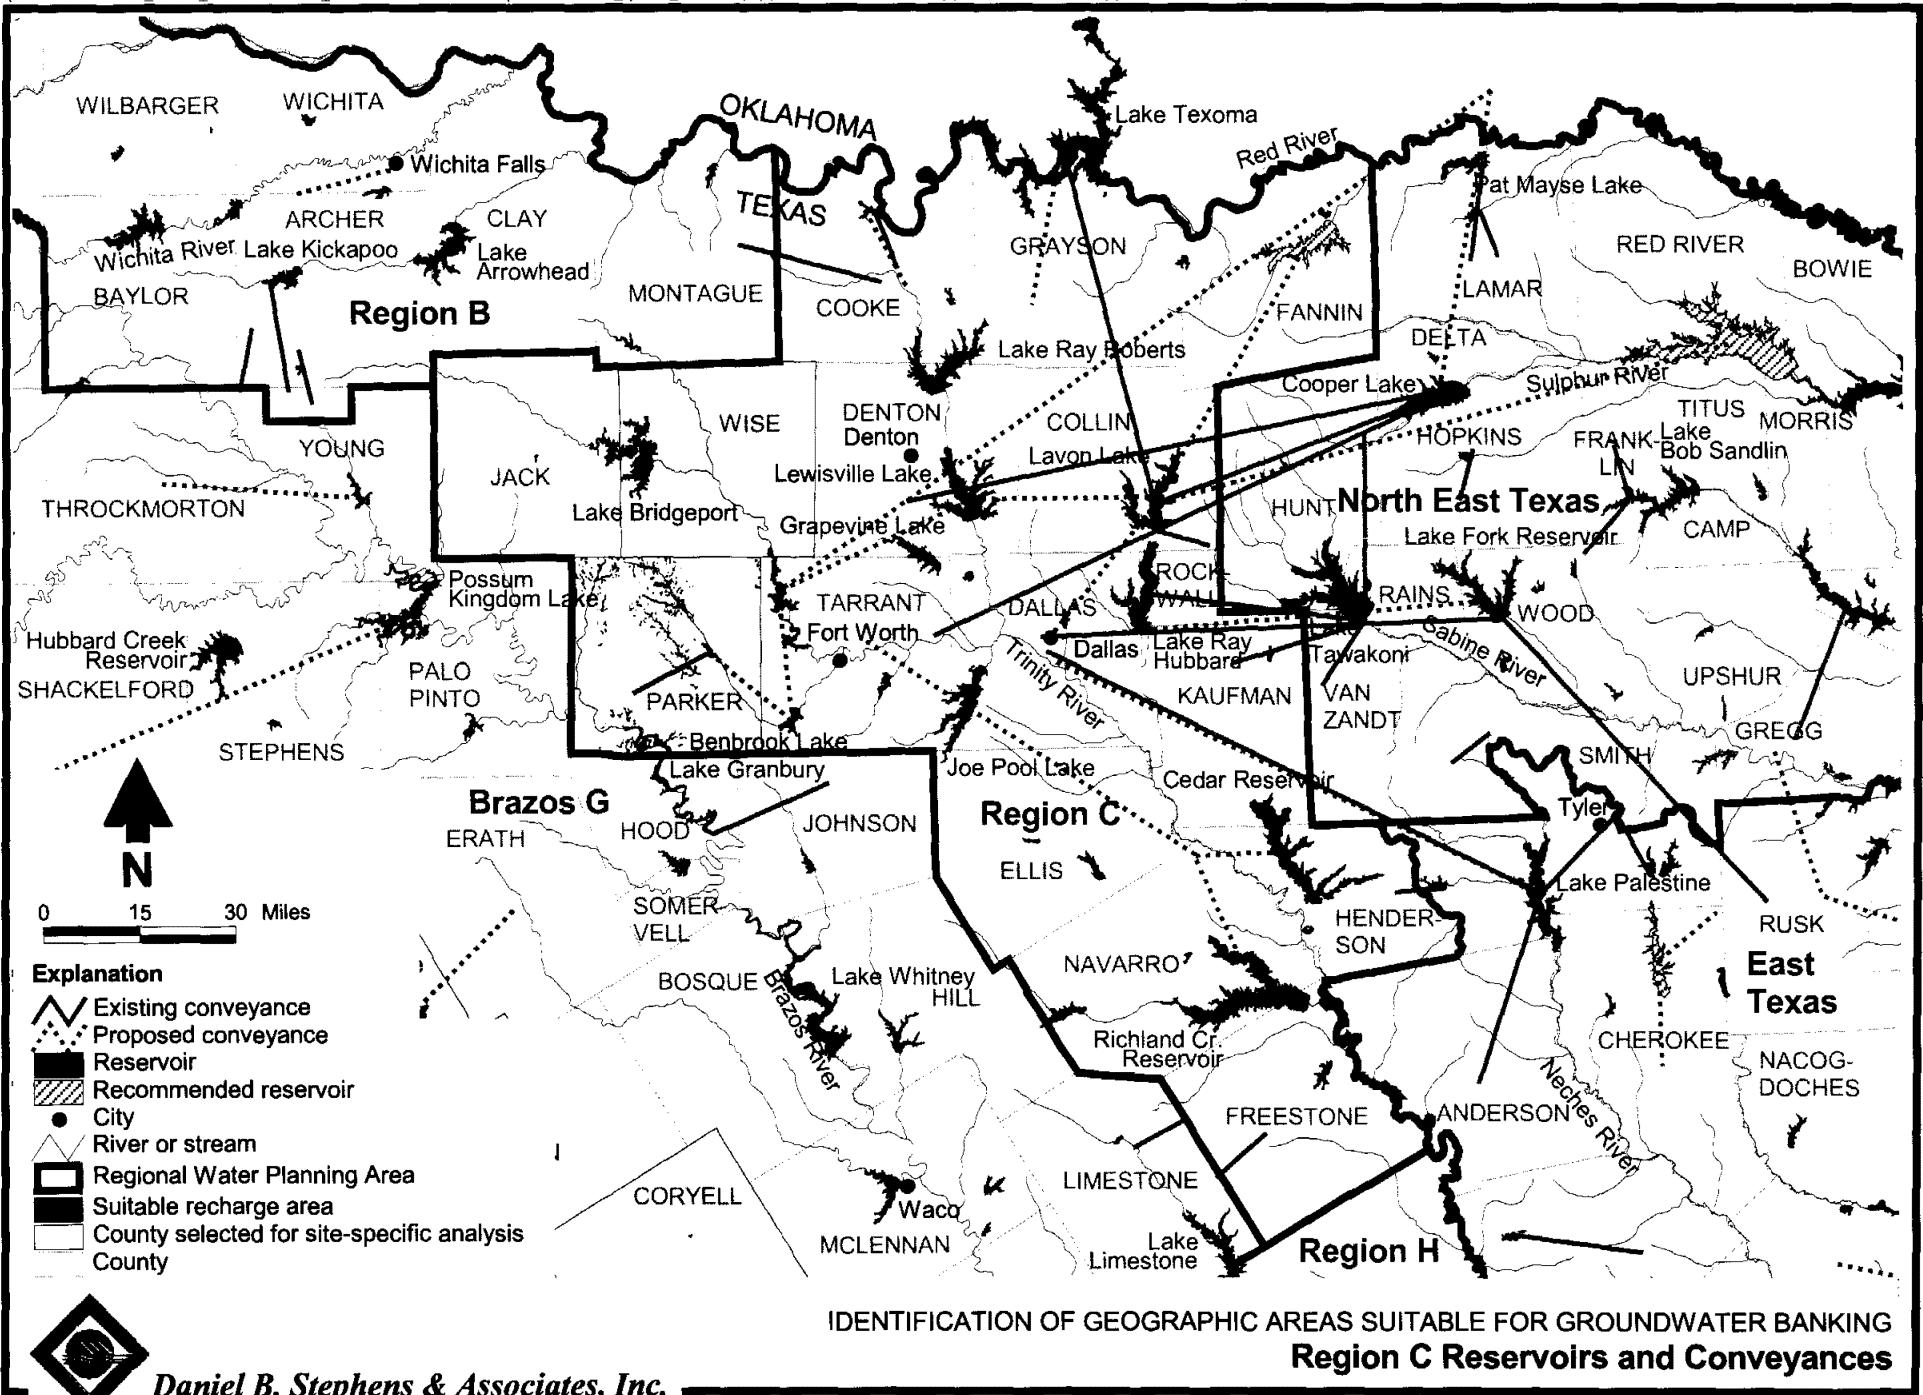 WILBARGER
WICHITA
OKLAHOMA
Lake Texoma
Red River
Wichita Falls
Pat Mayse Lake
TEXAS
ARCHER
CLAY
GRAYSON
RED RIVER
Wichita River
Lake Kickapoo
Lake
Arrowhead
BOWIE
BAYLOR
MONTAGUE
LAMAR
Region B
COOKE
FANNIN
DELTA
Lake Ray Roberts
Cooper Lake
Sulphur River
WISE
DENTON
Denton
COLLIN
TITUS
MORRIS
YOUNG
HOPKINS
FRANK-
LIN
Lake
Bob Sandlin
JACK
Lewisville Lake
Lavon Lake
THROCKMORTON
Lake Bridgeport
HUNT
North East Texas
Grapevine Lake
Lake Fork Reservoir
CAMP
Possum
Kingdom Lake
ROCK-
WALL
RAINS
TARRANT
DALLAS
WOOD
Fort Worth
Hubbard Creek
Reservoir
Dallas
Lake Ray
Hubbard
Tawakoni
Sabine River
SHACKELFORD
PALO
PINTO
Trinity River
UPSHUR
PARKER
KAUFMAN
VAN
ZANDT
STEPHENS
Benbrook Lake
GREGG
Lake Granbury
Joe Pool Lake
Cedar Reservoir
SMITH
Brazos G
Region C
Tyler
ERATH
HOOD
JOHNSON
N
ELLIS
Lake Palestine
0 15 30 Miles
SOMER
VELL
HENDER-
SON
RUSK
Explanation
NAVARRO
East
Texas
BOSQUE
Brazos River
Lake Whitney
HILL
Existing conveyance
Proposed conveyance
Richland Cr.
Reservoir
CHEROKEE
Reservoir
NACOG-
DOCHES
Recommended reservoir
Neches River
City
FREESTONE
ANDERSON
River or stream
Regional Water Planning Area
LIMESTONE
CORYELL
Suitable recharge area
Waco
County selected for site-specific analysis
MCLENNAN
Lake
Limestone
Region H
County
IDENTIFICATION OF GEOGRAPHIC AREAS SUITABLE FOR GROUNDWATER BANKING
Region C Reservoirs and Conveyances
Daniel B. Stephens & Associates, Inc.